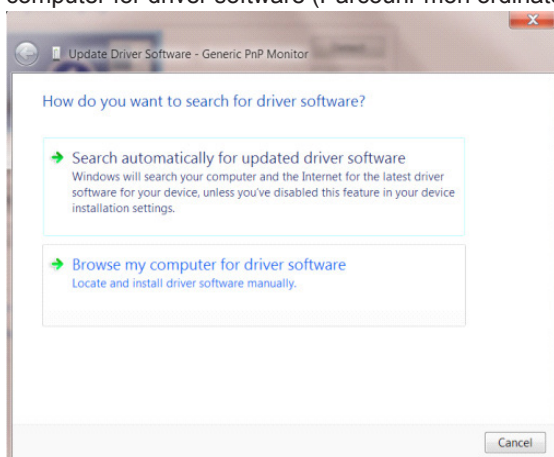 computer for driver software (Parcourir mon ordinate
Update Driver Software - Generic PnP Monitor
How do you want to search for driver software?
Search automatically for updated driver software
Windows will search your computer and the Internet for the latest driver
software for your device, unless you've disabled this feature in your device
installation settings.
Browse my computer for driver software
Locate and install driver software manually.
Cancel